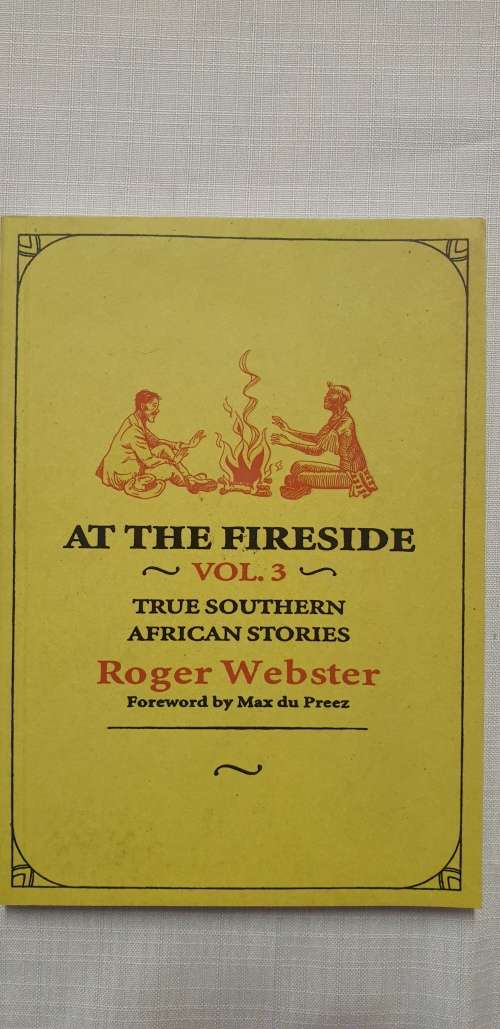 AT THE FIRESIDE
VOL. 3
TRUE SOUTHERN
AFRICAN STORIES
Roger Webster
Foreword by Max du Preez